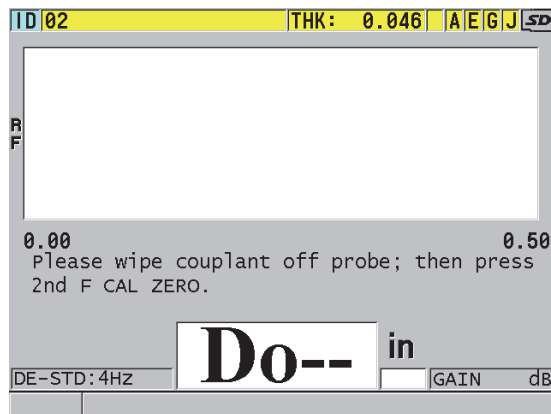 ID 02 THK: 0.046 A E G J SD
RF
0.00 0.50
Please wipe couplant off probe; then press
2nd F CAL ZERO.
Do-- in
DE-STD:4Hz GAIN dB